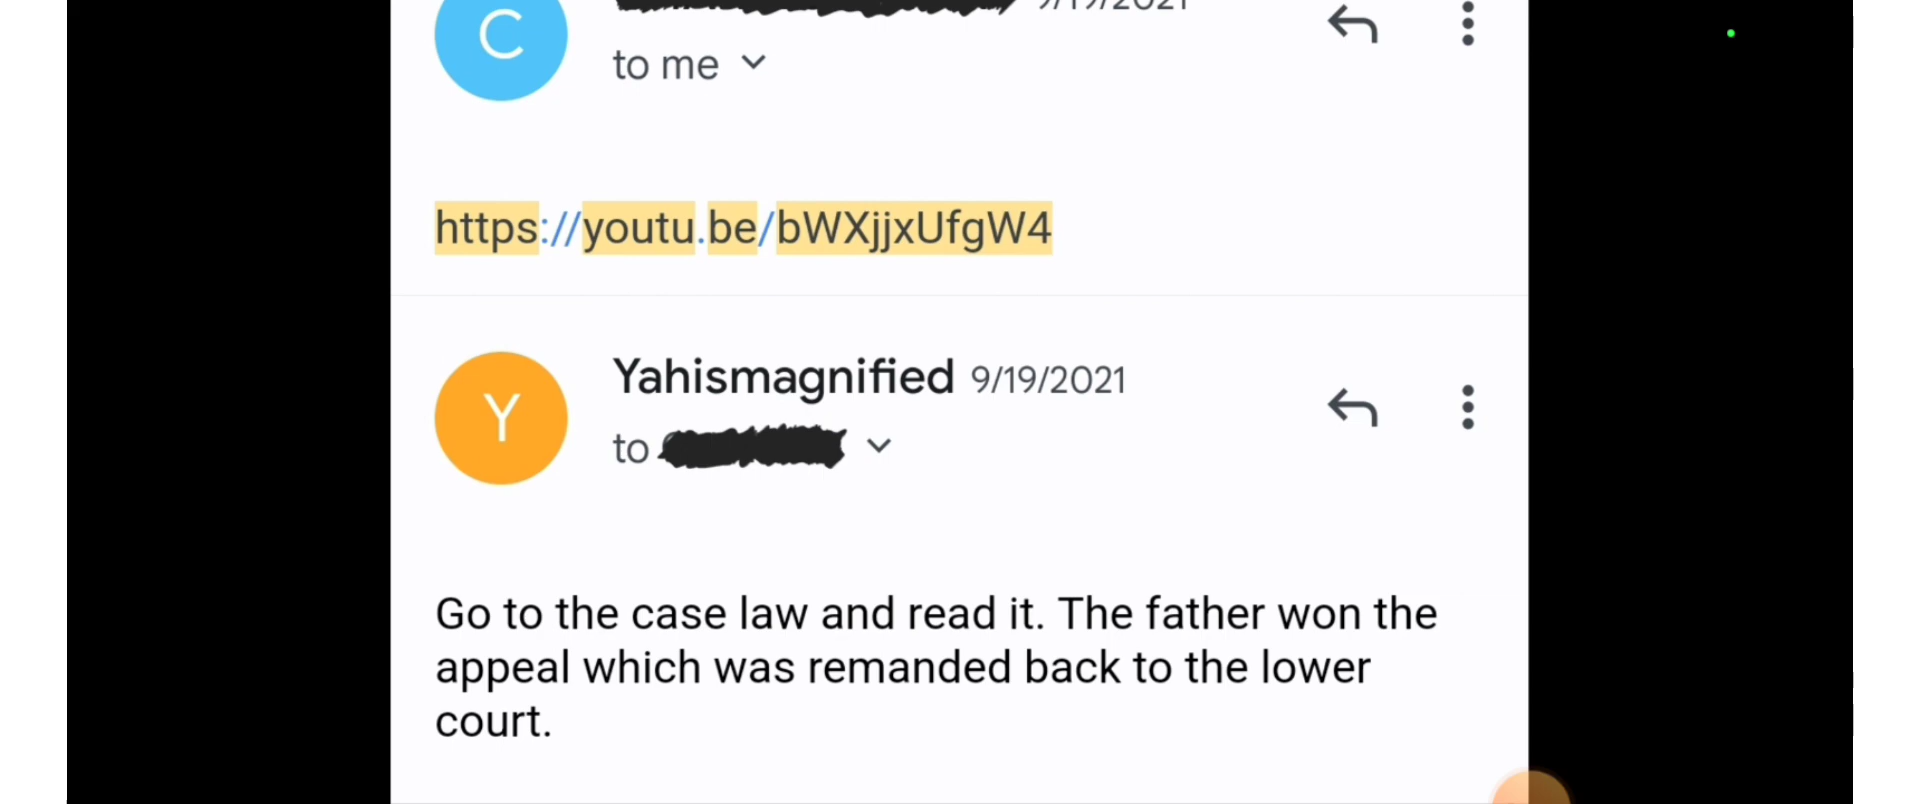 C
9/19/2021
to me
https://youtu.be/bWXjjxUfgW4
Y
Yahismagnified 9/19/2021
to
Go to the case law and read it. The father won the
appeal which was remanded back to the lower
court.